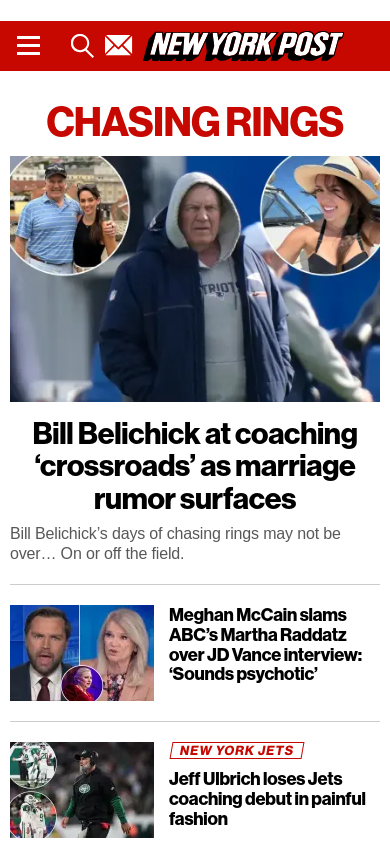 NEW YORK POST
CHASING RINGS
PATRIOTS
Bill Belichick at coaching
‘crossroads’ as marriage
rumor surfaces
Bill Belichick’s days of chasing rings may not be
over… On or off the field.
Meghan McCain slams
ABC’s Martha Raddatz
over JD Vance interview:
‘Sounds psychotic’
NEW YORK JETS
Jeff Ulbrich loses Jets
coaching debut in painful
fashion